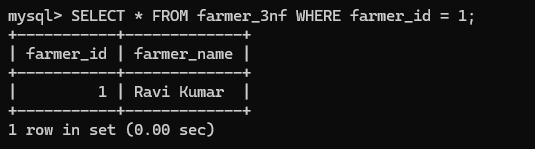 mysql> SELECT * FROM farmer_3nf WHERE farmer_id = 1;
+-----------+-------------+
| farmer_id | farmer_name |
+-----------+-------------+
|         1 | Ravi Kumar  |
+-----------+-------------+
1 row in set (0.00 sec)